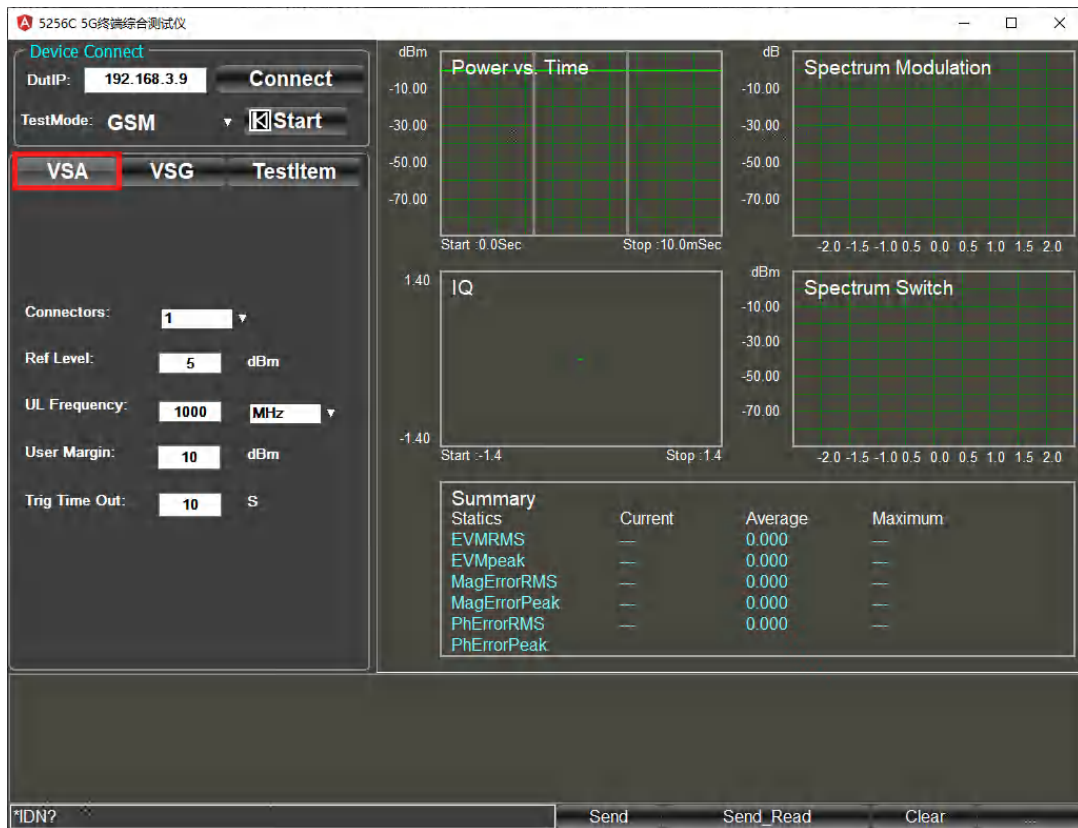 5256C 5G终端综合测试仪
Device Connect
DutIP: 192.168.3.9 Connect
TestMode: GSM Start
VSA VSG TestItem
Connectors: 1
Ref Level: 5 dBm
UL Frequency: 1000 MHz
User Margin: 10 dBm
Trig Time Out: 10 S
dBm
Power vs. Time
-10.00
-30.00
-50.00
-70.00
Start :0.0Sec Stop :10.0mSec
dB
Spectrum Modulation
-10.00
-30.00
-50.00
-70.00
-2.0 -1.5 -1.0 0.5 0.0 0.5 1.0 1.5 2.0
1.40
IQ
-1.40
Start :-1.4 Stop :1.4
dBm
Spectrum Switch
-10.00
-30.00
-50.00
-70.00
-2.0 -1.5 -1.0 0.5 0.0 0.5 1.0 1.5 2.0
Summary
Statics Current Average Maximum
EVMRMS --- 0.000 ---
EVMpeak --- 0.000 ---
MagErrorRMS --- 0.000 ---
MagErrorPeak --- 0.000 ---
PhErrorRMS --- 0.000 ---
PhErrorPeak
*IDN? Send Send_Read Clear ...